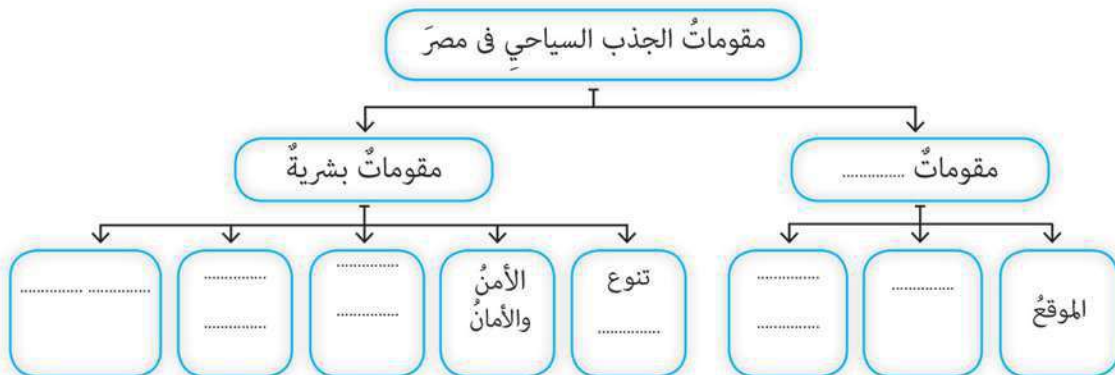 مقوماتُ الجذب السياحيِ فى مصرَ
مقوماتٌ ...............
مقوماتٌ بشريةٌ
الموقعُ
...............
...............
...............
تنوع
...............
الأمنُ
والأمانُ
...............
...............
...............
...............
............... ...............